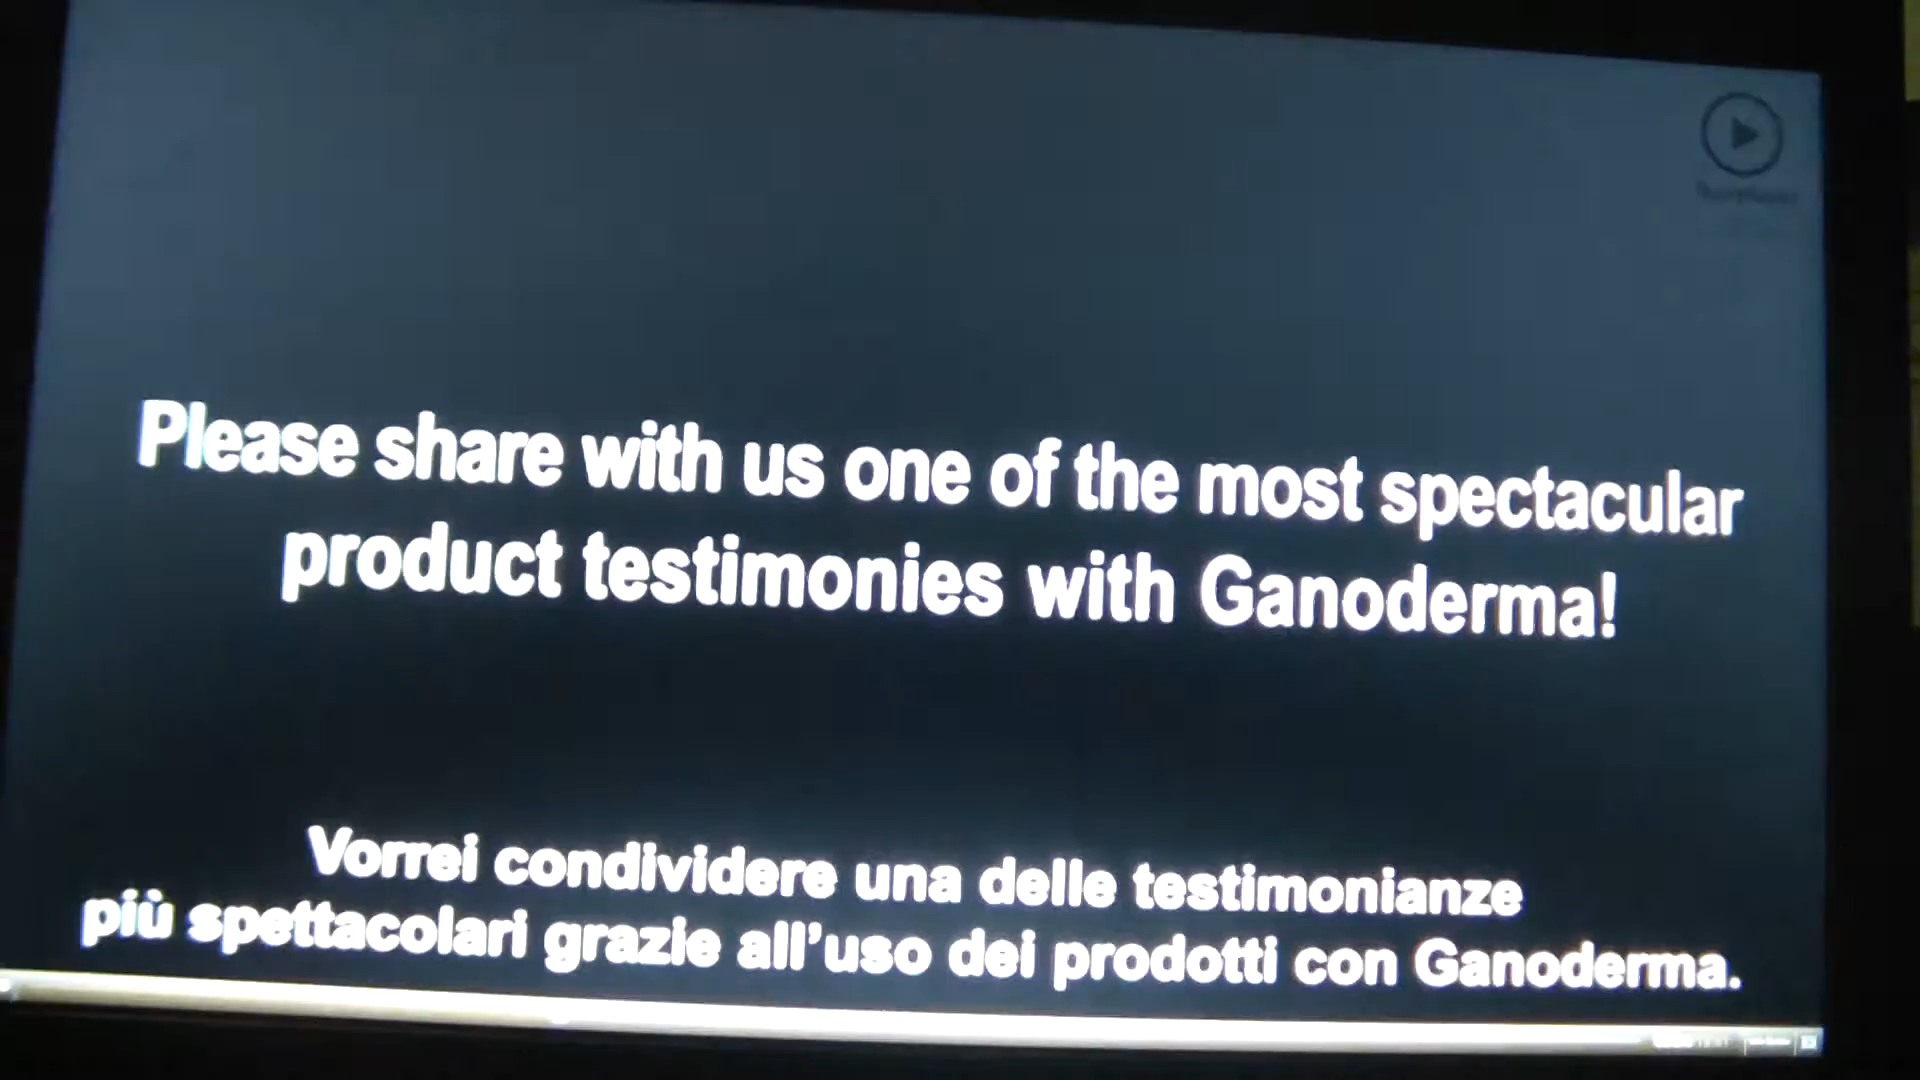 Please share with us one of the most spectacular
product testimonies with Ganoderma!
Vorrei condividere una delle testimonianze
più spettacolari grazie all'uso dei prodotti con Ganoderma.